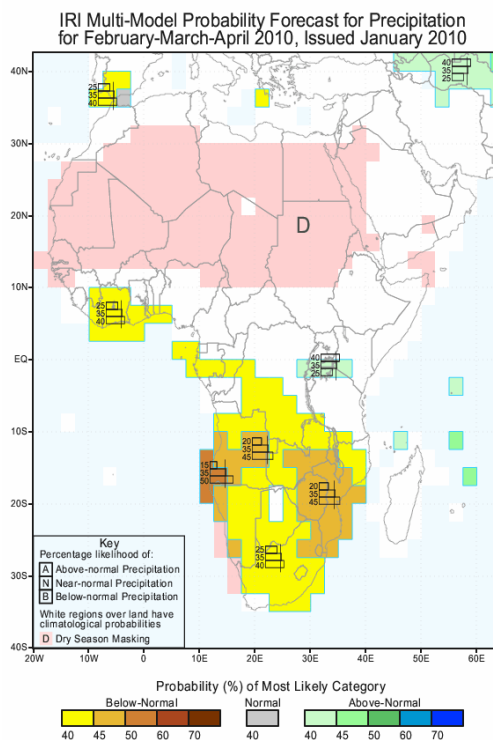 IRI Multi-Model Probability Forecast for Precipitation
for February-March-April 2010, Issued January 2010
40N
30N
20N
10N
EQ
10S
20S
30S
40S
20W 10W 0 10E 20E 30E 40E 50E 60E
25
35
40
40
35
25
D
25
35
40
40
35
25
20
35
45
15
35
50
20
35
45
25
35
40
Key
Percentage likelihood of:
A Above-normal Precipitation
N Near-normal Precipitation
B Below-normal Precipitation
White regions over land have
climatological probabilities
D Dry Season Masking
Probability (%) of Most Likely Category
Below-Normal Normal Above-Normal
40 45 50 60 70 40 40 45 50 60 70